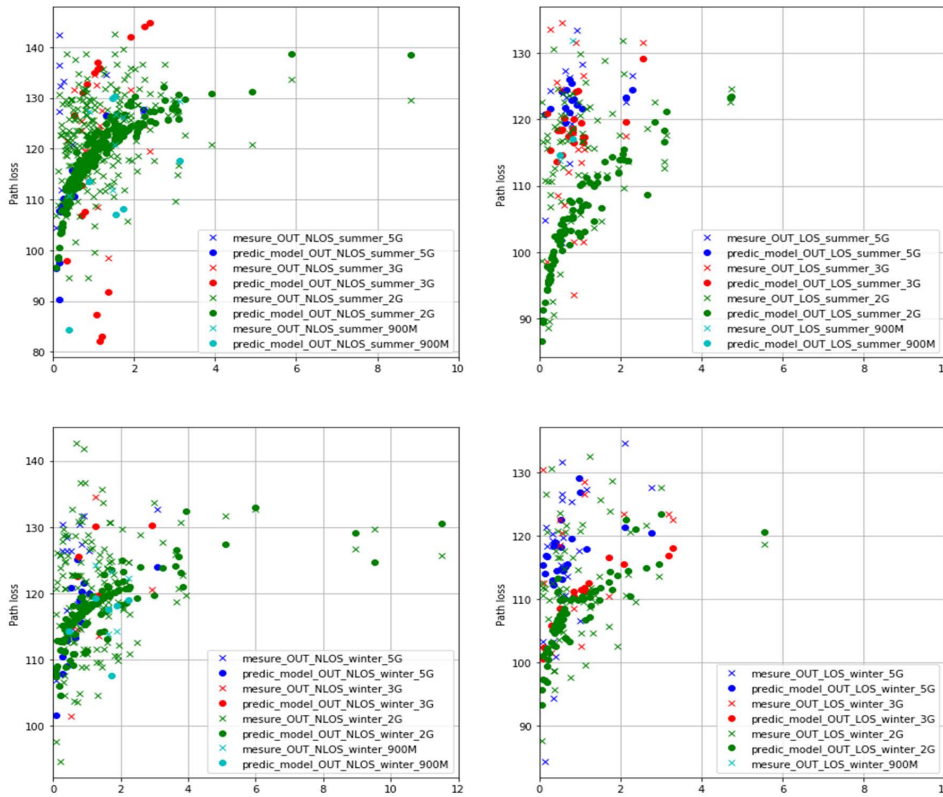 Path loss
140
130
120
110
100
90
80
0
2
4
6
8
10
mesure_OUT_NLOS_summer_5G
predic_model_OUT_NLOS_summer_5G
mesure_OUT_NLOS_summer_3G
predic_model_OUT_NLOS_summer_3G
mesure_OUT_NLOS_summer_2G
predic_model_OUT_NLOS_summer_2G
mesure_OUT_NLOS_summer_900M
predic_model_OUT_NLOS_summer_900M
Path loss
130
120
110
100
90
0
2
4
6
8
10
mesure_OUT_LOS_summer_5G
predic_model_OUT_LOS_summer_5G
mesure_OUT_LOS_summer_3G
predic_model_OUT_LOS_summer_3G
mesure_OUT_LOS_summer_2G
predic_model_OUT_LOS_summer_2G
mesure_OUT_LOS_summer_900M
predic_model_OUT_LOS_summer_900M
Path loss
140
130
120
110
100
0
2
4
6
8
10
12
mesure_OUT_NLOS_winter_5G
predic_model_OUT_NLOS_winter_5G
mesure_OUT_NLOS_winter_3G
predic_model_OUT_NLOS_winter_3G
mesure_OUT_NLOS_winter_2G
predic_model_OUT_NLOS_winter_2G
mesure_OUT_NLOS_winter_900M
predic_model_OUT_NLOS_winter_900M
Path loss
130
120
110
100
90
0
2
4
6
8
mesure_OUT_LOS_winter_5G
predic_model_OUT_LOS_winter_5G
mesure_OUT_LOS_winter_3G
predic_model_OUT_LOS_winter_3G
mesure_OUT_LOS_winter_2G
predic_model_OUT_LOS_winter_2G
mesure_OUT_LOS_winter_900M